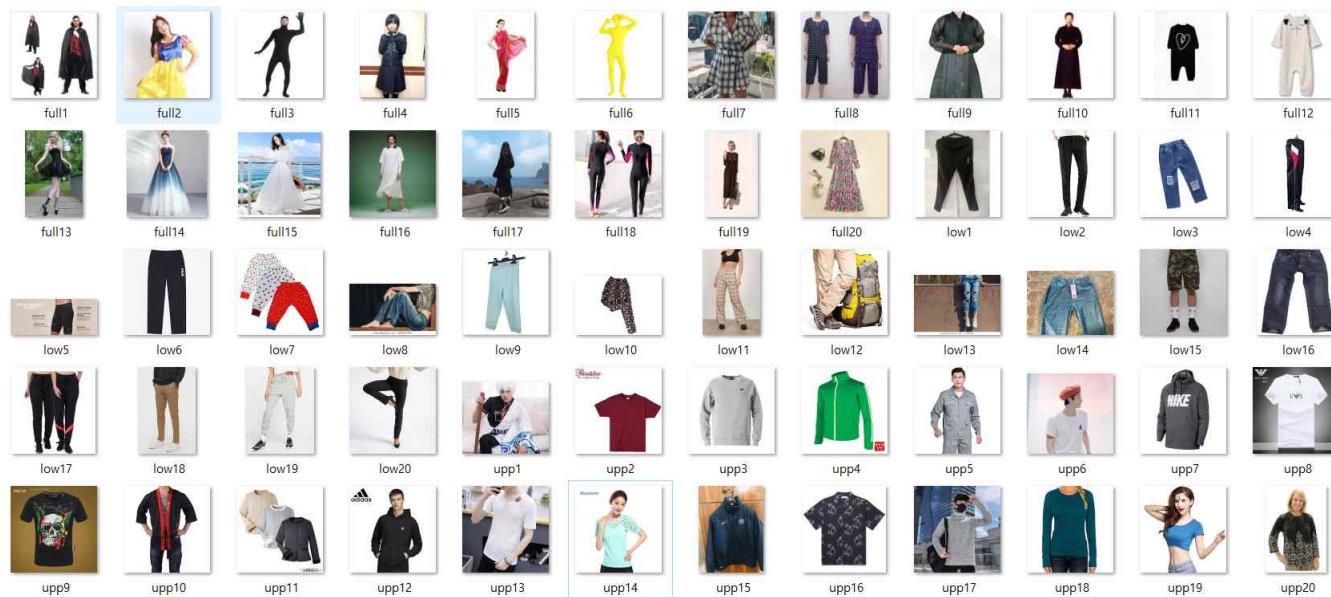 full1 full2 full3 full4 full5 full6 full7 full8 full9 full10 full11 full12
full13 full14 full15 full16 full17 full18 full19 full20 low1 low2 low3 low4
low5 low6 low7 low8 low9 low10 low11 low12 low13 low14 low15 low16
NIKE
low17 low18 low19 low20 upp1 upp2 upp3 upp4 upp5 upp6 upp7 upp8
adidas
upp9 upp10 upp11 upp12 upp13 upp14 upp15 upp16 upp17 upp18 upp19 upp20